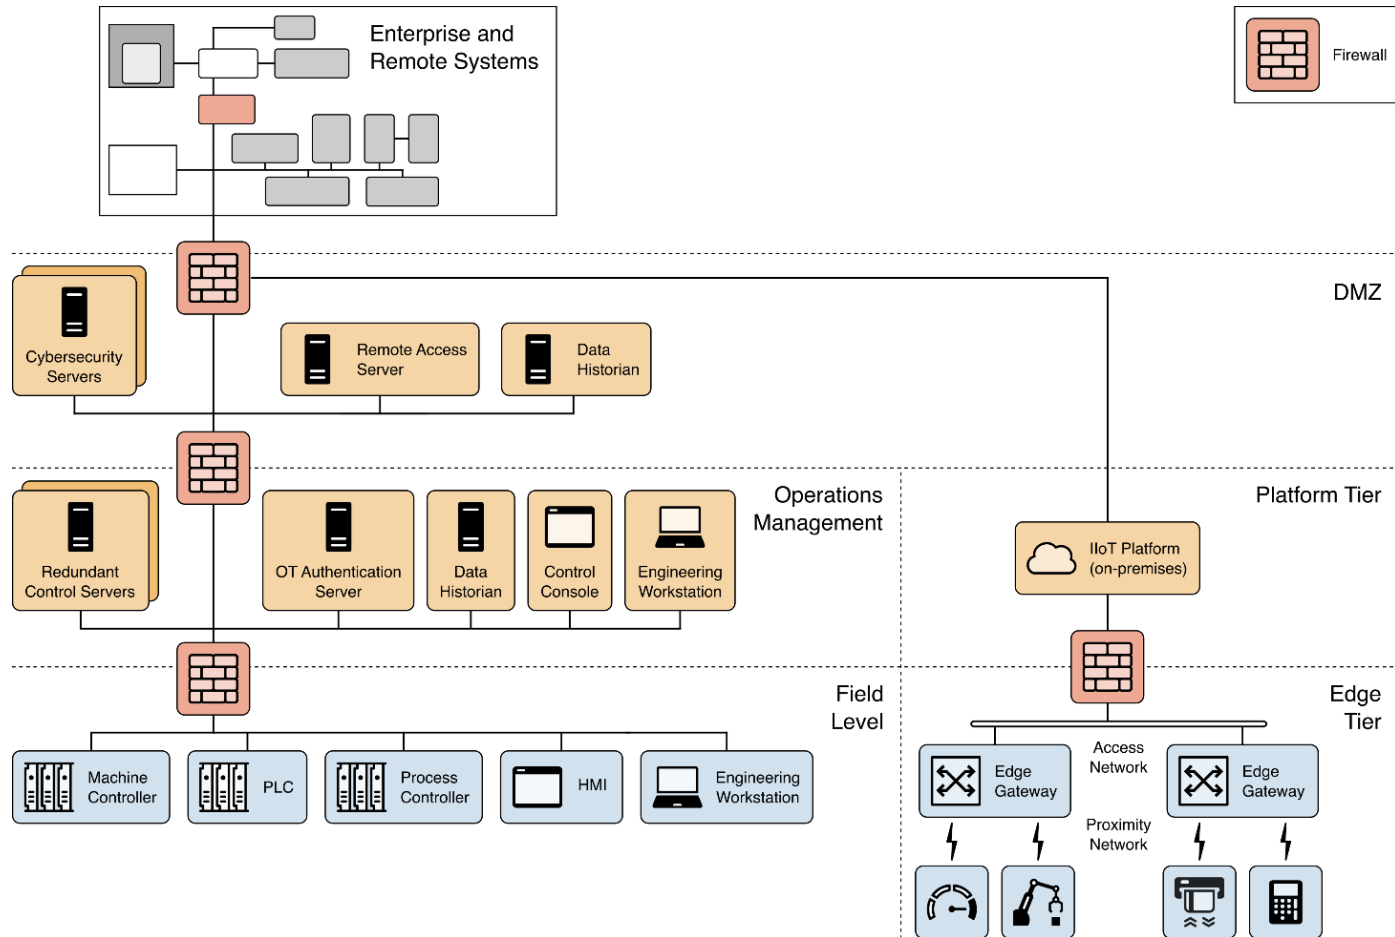 Enterprise and
Remote Systems
Firewall
DMZ
Cybersecurity
Servers
Remote Access
Server
Data
Historian
Operations
Management
Platform Tier
Redundant
Control Servers
OT Authentication
Server
Data
Historian
Control
Console
Engineering
Workstation
IIoT Platform
(on-premises)
Field
Level
Edge
Tier
Machine
Controller
PLC
Process
Controller
HMI
Engineering
Workstation
Edge
Gateway
Access
Network
Edge
Gateway
Proximity
Network